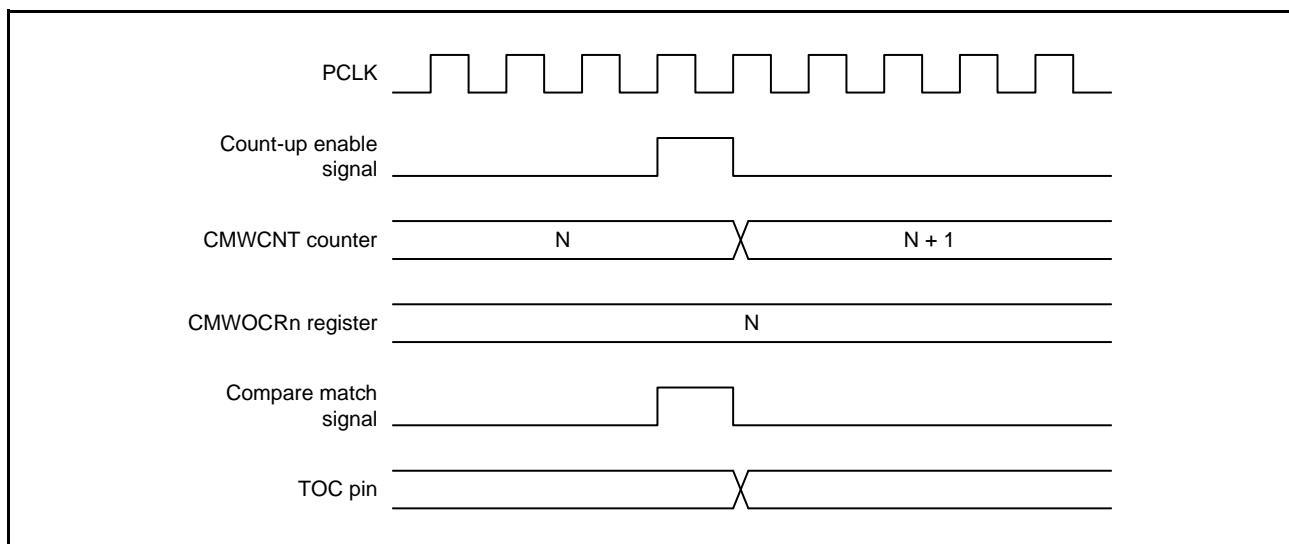 PCLK
Count-up enable
signal
CMWCNT counter
N
N + 1
CMWOCRn register
N
Compare match
signal
TOC pin